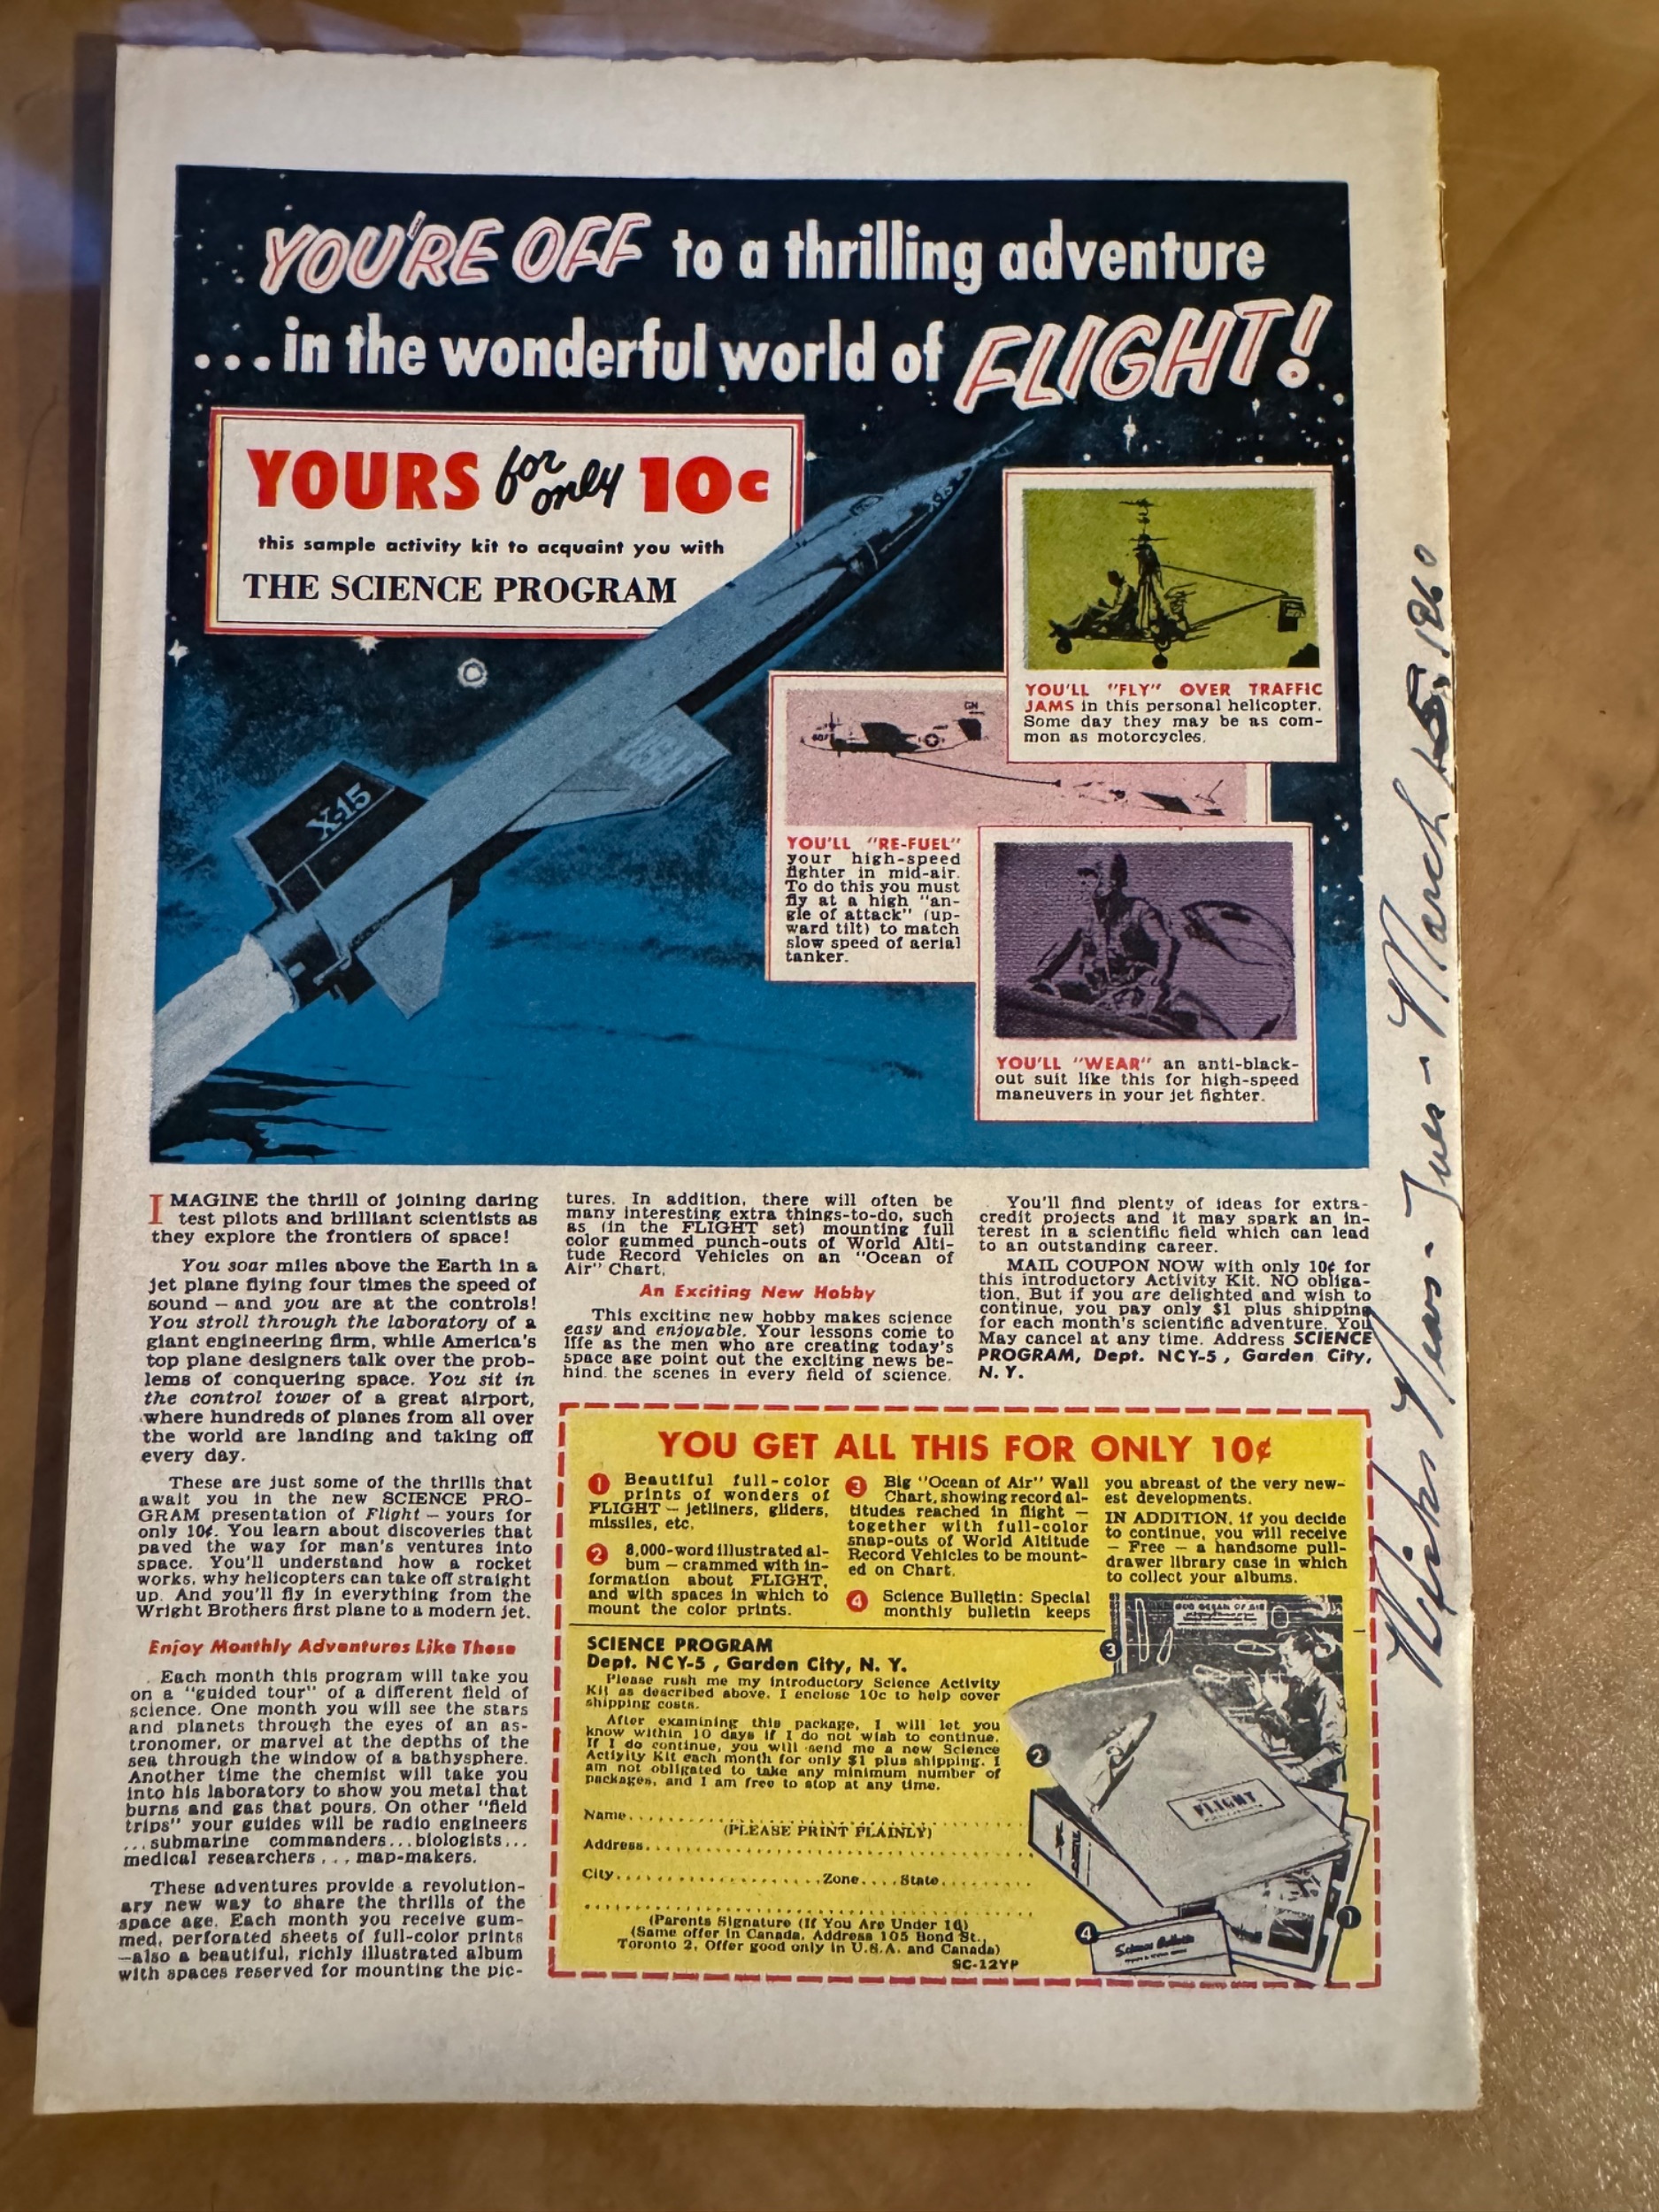 YOU'RE OFF to a thrilling adventure
...in the wonderful world of FLIGHT!
YOURS for only 10c
this sample activity kit to acquaint you with
THE SCIENCE PROGRAM
X-15
YOU'LL "FLY" OVER TRAFFIC
JAMS in this personal helicopter.
Some day they may be as com-
mon as motorcycles.
YOU'LL "RE-FUEL"
your high-speed
fighter in mid-air.
To do this you must
fly at a high "an-
gle of attack" (up-
ward tilt) to match
slow speed of aerial
tanker.
YOU'LL "WEAR" an anti-black-
out suit like this for high-speed
maneuvers in your jet fighter.
IMAGINE the thrill of joining daring
test pilots and brilliant scientists as
they explore the frontiers of space!
You soar miles above the Earth in a
jet plane flying four times the speed of
sound – and you are at the controls!
You stroll through the laboratory of a
giant engineering firm, while America's
top plane designers talk over the prob-
lems of conquering space. You sit in
the control tower of a great airport,
where hundreds of planes from all over
the world are landing and taking off
every day.
These are just some of the thrills that
await you in the new SCIENCE PRO-
GRAM presentation of Flight – yours for
only 10¢. You learn about discoveries that
paved the way for man's ventures into
space. You'll understand how a rocket
works, why helicopters can take off straight
up. And you'll fly in everything from the
Wright Brothers first plane to a modern jet.
Enjoy Monthly Adventures Like These
Each month this program will take you
on a "guided tour" of a different field of
science. One month you will see the stars
and planets through the eyes of an as-
tronomer, or marvel at the depths of the
sea through the window of a bathysphere.
Another time the chemist will take you
into his laboratory to show you metal that
burns and gas that pours. On other "field
trips" your guides will be radio engineers
...submarine commanders...biologists...
medical researchers... map-makers.
These adventures provide a revolution-
ary new way to share the thrills of the
space age. Each month you receive gum-
med, perforated sheets of full-color prints
—also a beautiful, richly illustrated album
with spaces reserved for mounting the pic-
tures. In addition, there will often be
many interesting extra things-to-do, such
as (in the FLIGHT set) mounting full
color gummed punch-outs of World Alti-
tude Record Vehicles on an "Ocean of
Air" Chart.
An Exciting New Hobby
This exciting new hobby makes science
easy and enjoyable. Your lessons come to
life as the men who are creating today's
space age point out the exciting news be-
hind the scenes in every field of science.
You'll find plenty of ideas for extra-
credit projects and it may spark an in-
terest in a scientific field which can lead
to an outstanding career.
MAIL COUPON NOW with only 10¢ for
this introductory Activity Kit. NO obliga-
tion. But if you are delighted and wish to
continue, you pay only $1 plus shipping
for each month's scientific adventure. You
May cancel at any time. Address SCIENCE
PROGRAM, Dept. NCY-5, Garden City,
N. Y.
YOU GET ALL THIS FOR ONLY 10¢
1 Beautiful full-color
prints of wonders of
FLIGHT – jetliners, gliders,
missiles, etc.
2 8,000-word illustrated al-
bum – crammed with in-
formation about FLIGHT,
and with spaces in which to
mount the color prints.
3 Big "Ocean of Air" Wall
Chart, showing record al-
titudes reached in flight –
together with full-color
snap-outs of World Altitude
Record Vehicles to be mount-
ed on Chart.
4 Science Bulletin: Special
monthly bulletin keeps
you abreast of the very new-
est developments.
IN ADDITION, if you decide
to continue, you will receive
– Free – a handsome pull-
drawer library case in which
to collect your albums.
SCIENCE PROGRAM
Dept. NCY-5, Garden City, N. Y.
Please rush me my introductory Science Activity
Kit as described above. I enclose 10c to help cover
shipping costs.
After examining this package, I will let you
know within 10 days if I do not wish to continue.
If I do continue, you will send me a new Science
Activity Kit each month for only $1 plus shipping. I
am not obligated to take any minimum number of
packages, and I am free to stop at any time.
Name
(PLEASE PRINT PLAINLY)
Address
City Zone State
(Parents Signature (If You Are Under 16)
(Same offer in Canada. Address 105 Bond St.,
Toronto 2. Offer good only in U.S.A. and Canada)
SC-12YP
3
2
FLIGHT
1
4
Science Bulletin
News - Tues - March 15, 1960